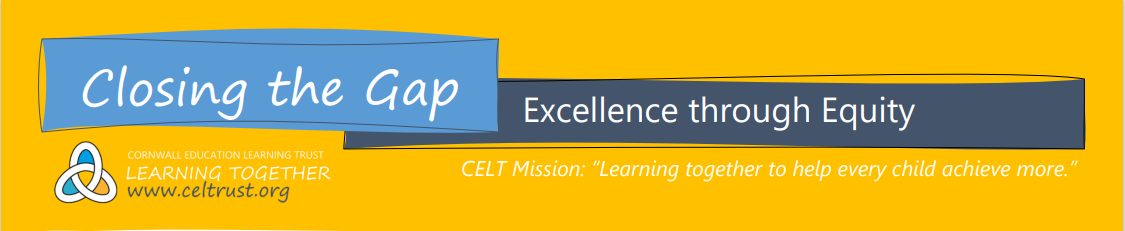 Closing the Gap
Excellence through Equity
CORNWALL EDUCATION LEARNING TRUST
LEARNING TOGETHER
www.celtrust.org
CELT Mission: “Learning together to help every child achieve more.”